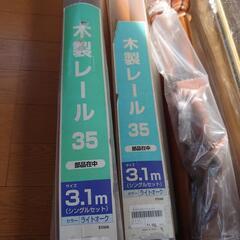 木製レール
35
部品在中
サイズ
3.1m
(シングルセット)
カラー ライトオーク
木製レール
35
部品在中
サイズ
3.1m
(シングルセット)
カラー ライトオーク